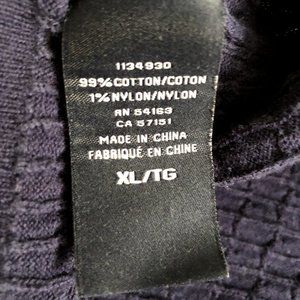 1134930
99%COTTON/COTON
1%NYLON/NYLON
RN 54163
CA 57151
MADE IN CHINA
FABRIQUÉ EN CHINE
XL/TG